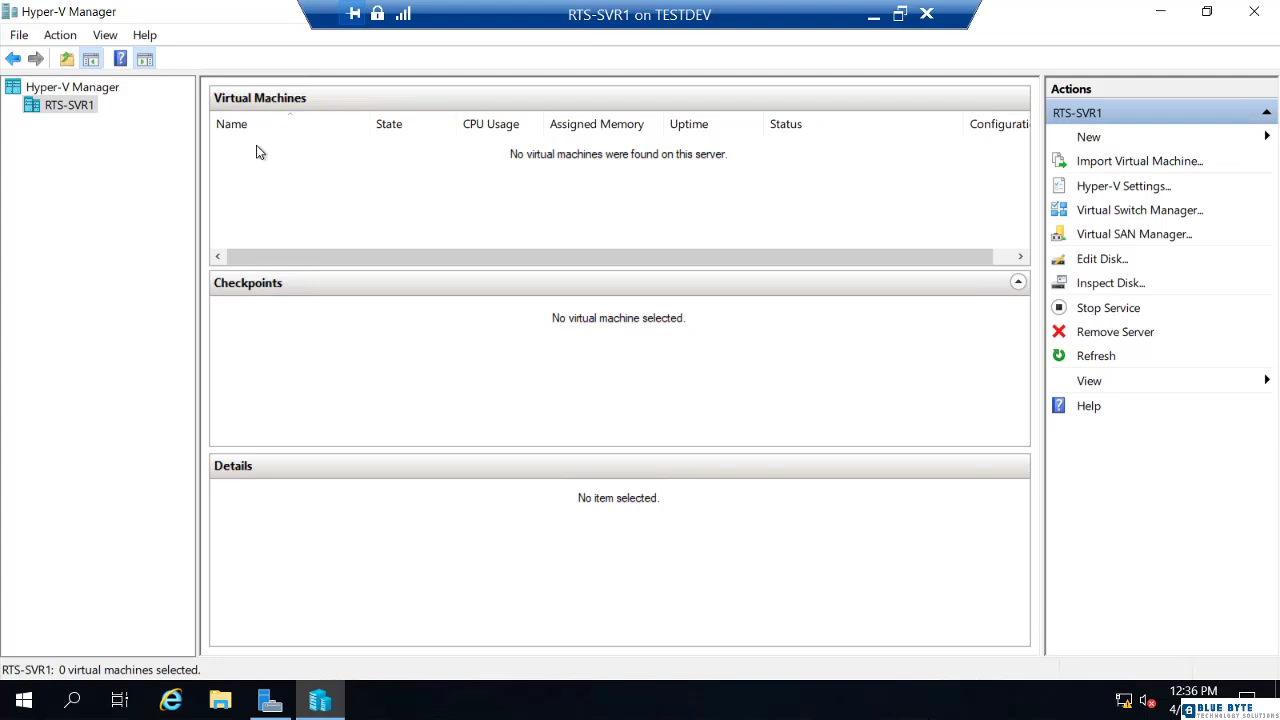 Hyper-V Manager
RTS-SVR1 on TESTDEV
File Action View Help
Hyper-V Manager
RTS-SVR1
Virtual Machines
Name State CPU Usage Assigned Memory Uptime Status Configurati
No virtual machines were found on this server.
Checkpoints
No virtual machine selected.
Details
No item selected.
Actions
RTS-SVR1
New
Import Virtual Machine...
Hyper-V Settings...
Virtual Switch Manager...
Virtual SAN Manager...
Edit Disk...
Inspect Disk...
Stop Service
Remove Server
Refresh
View
Help
RTS-SVR1: 0 virtual machines selected.
12:36 PM
4/
BLUE BYTE
TECHNOLOGY SOLUTIONS